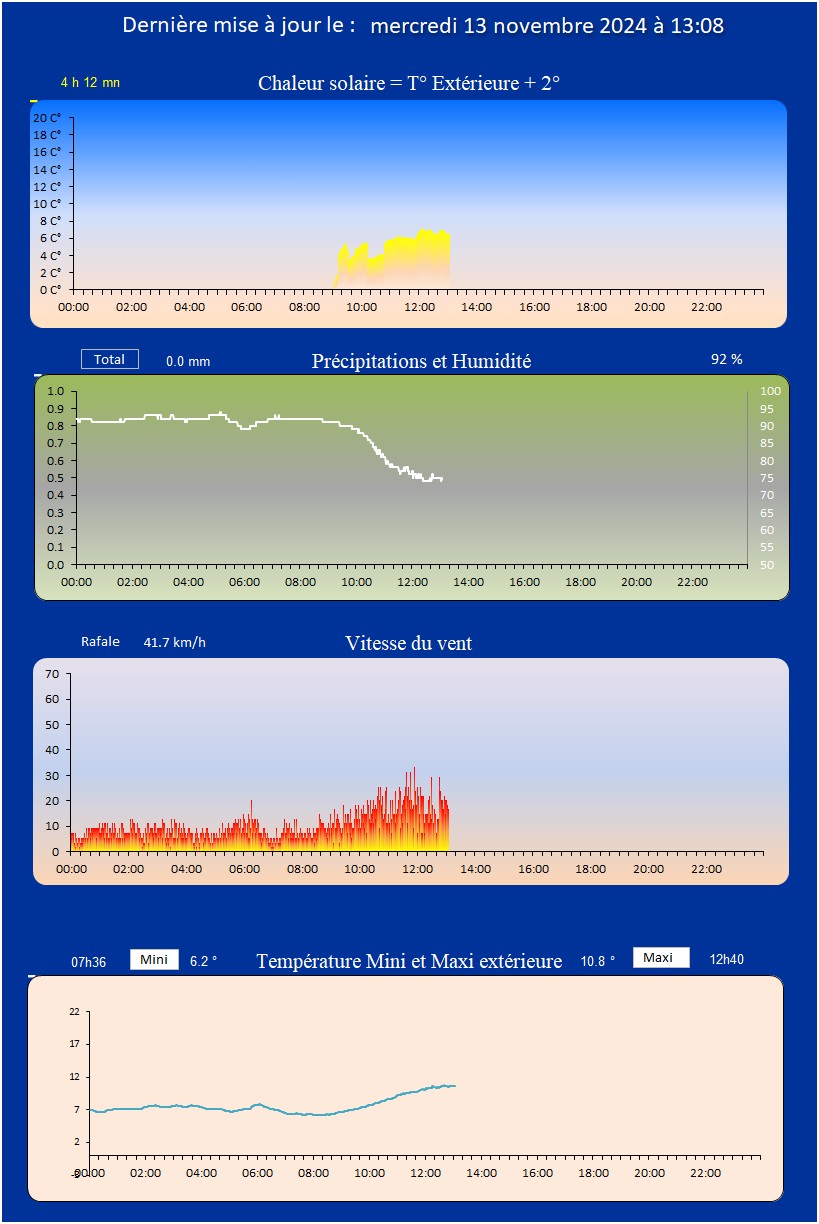 Dernière mise à jour le : mercredi 13 novembre 2024 à 13:08
4 h 12 mn Chaleur solaire = T° Extérieure + 2°
20 C°
18 C°
16 C°
14 C°
12 C°
10 C°
8 C°
6 C°
4 C°
2 C°
0 C°
00:00 02:00 04:00 06:00 08:00 10:00 12:00 14:00 16:00 18:00 20:00 22:00
Total 0.0 mm Précipitations et Humidité 92 %
1.0 100
0.9 95
0.8 90
0.7 85
0.6 80
0.5 75
0.4 70
0.3 65
0.2 60
0.1 55
0.0 50
00:00 02:00 04:00 06:00 08:00 10:00 12:00 14:00 16:00 18:00 20:00 22:00
Rafale 41.7 km/h Vitesse du vent
70
60
50
40
30
20
10
0
00:00 02:00 04:00 06:00 08:00 10:00 12:00 14:00 16:00 18:00 20:00 22:00
07h36 Mini 6.2 ° Température Mini et Maxi extérieure 10.8 ° Maxi 12h40
22
17
12
7
2
-3 00:00 02:00 04:00 06:00 08:00 10:00 12:00 14:00 16:00 18:00 20:00 22:00